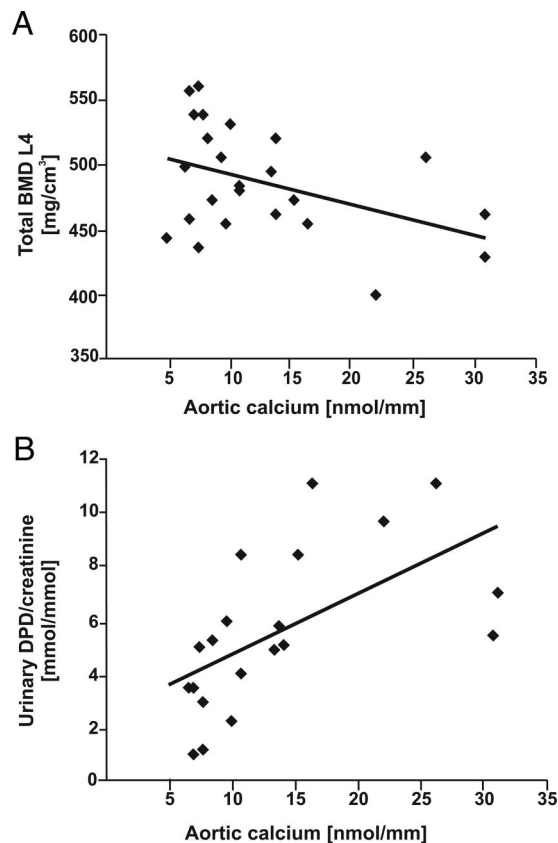 A
600
550
500
450
400
350
Total BMD L4
[mg/cm³]
5 10 15 20 25 30 35
Aortic calcium [nmol/mm]
B
12
10
8
6
4
2
0
Urinary DPD/creatinine
[mmol/mmol]
5 10 15 20 25 30 35
Aortic calcium [nmol/mm]